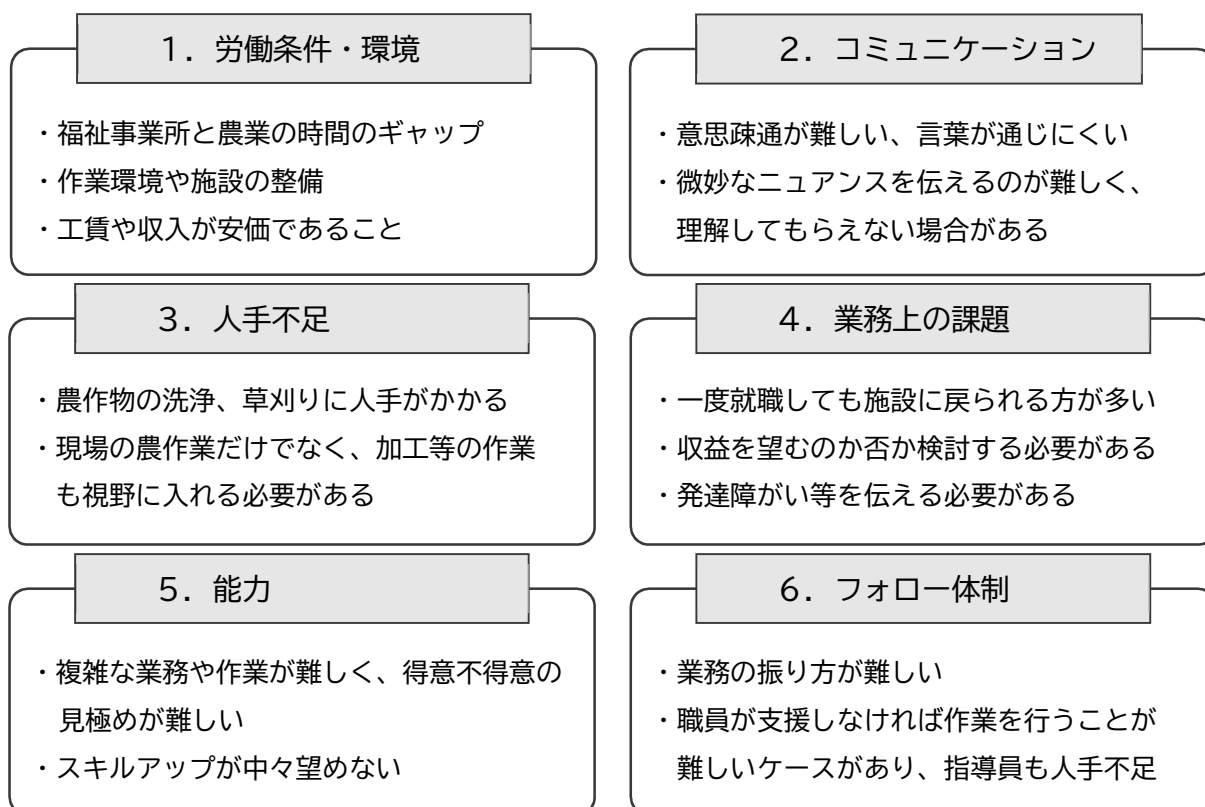 1．労働条件・環境
・福祉事業所と農業の時間のギャップ
・作業環境や施設の整備
・工賃や収入が安価であること
2．コミュニケーション
・意思疎通が難しい、言葉が通じにくい
・微妙なニュアンスを伝えるのが難しく、
理解してもらえない場合がある
3．人手不足
・農作物の洗浄、草刈りに人手がかかる
・現場の農作業だけでなく、加工等の作業
も視野に入れる必要がある
4．業務上の課題
・一度就職しても施設に戻られる方が多い
・収益を望むのか否か検討する必要がある
・発達障がい等を伝える必要がある
5．能力
・複雑な業務や作業が難しく、得意不得意の
見極めが難しい
・スキルアップが中々望めない
6．フォロー体制
・業務の振り方が難しい
・職員が支援しなければ作業を行うことが
難しいケースがあり、指導員も人手不足